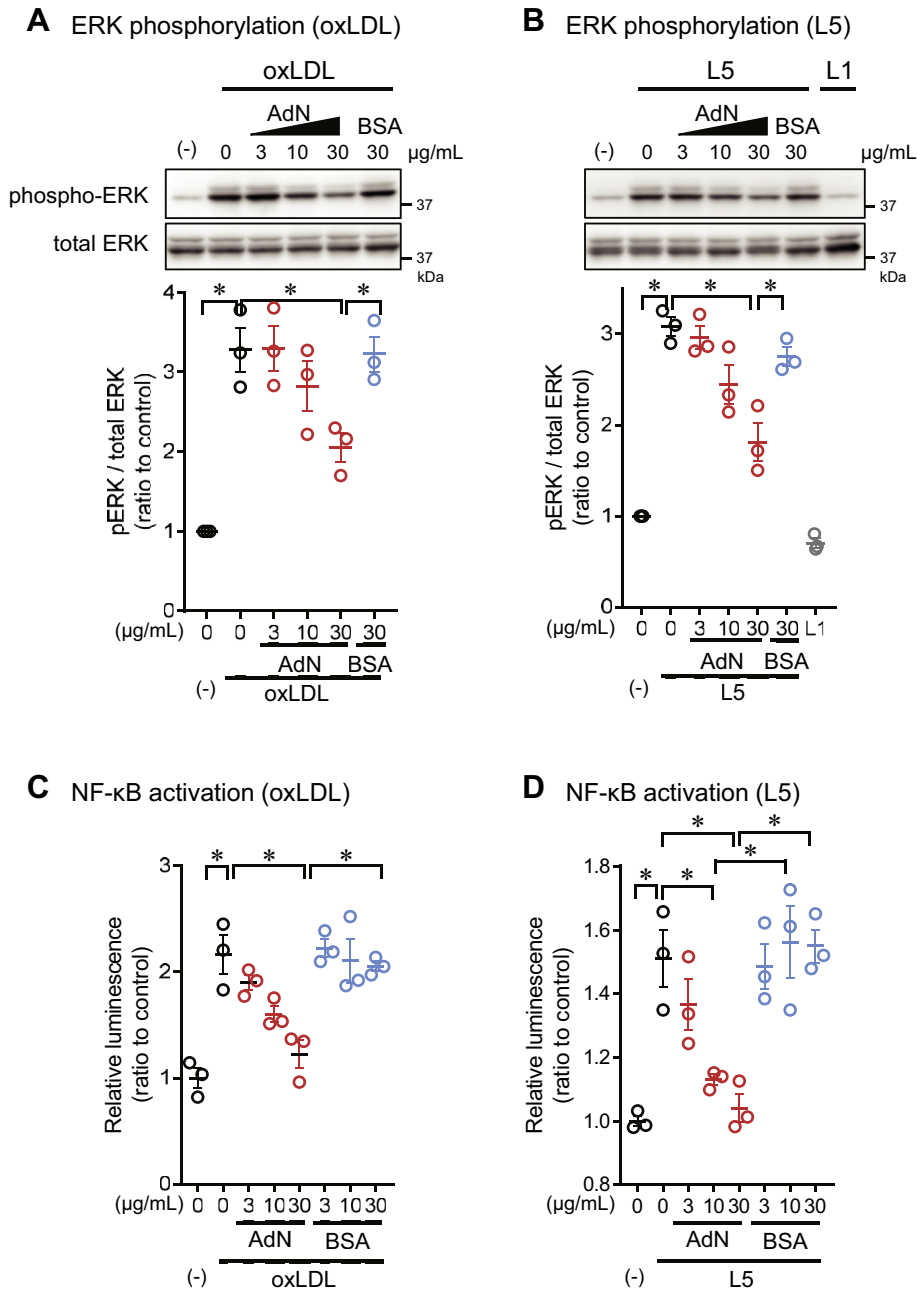 A ERK phosphorylation (oxLDL)
oxLDL
AdN BSA
(-) 0 3 10 30 30 µg/mL
phospho-ERK
37
total ERK
37
kDa
* * *
4
3
2
1
0
pERK / total ERK
(ratio to control)
(µg/mL) 0 0 3 10 30 30
AdN BSA
(-) oxLDL
B ERK phosphorylation (L5)
L5 L1
AdN BSA
(-) 0 3 10 30 30 µg/mL
37
37
kDa
* * *
3
2
1
0
pERK / total ERK
(ratio to control)
(µg/mL) 0 0 3 10 30 30 L1
AdN BSA
(-) L5
C NF-κB activation (oxLDL)
* * *
3
2
1
0
Relative luminescence
(ratio to control)
(µg/mL) 0 0 3 10 30 3 10 30
AdN BSA
(-) oxLDL
D NF-κB activation (L5)
* *
* * *
1.8
1.6
1.4
1.2
1.0
0.8
Relative luminescence
(ratio to control)
(µg/mL) 0 0 3 10 30 3 10 30
AdN BSA
(-) L5